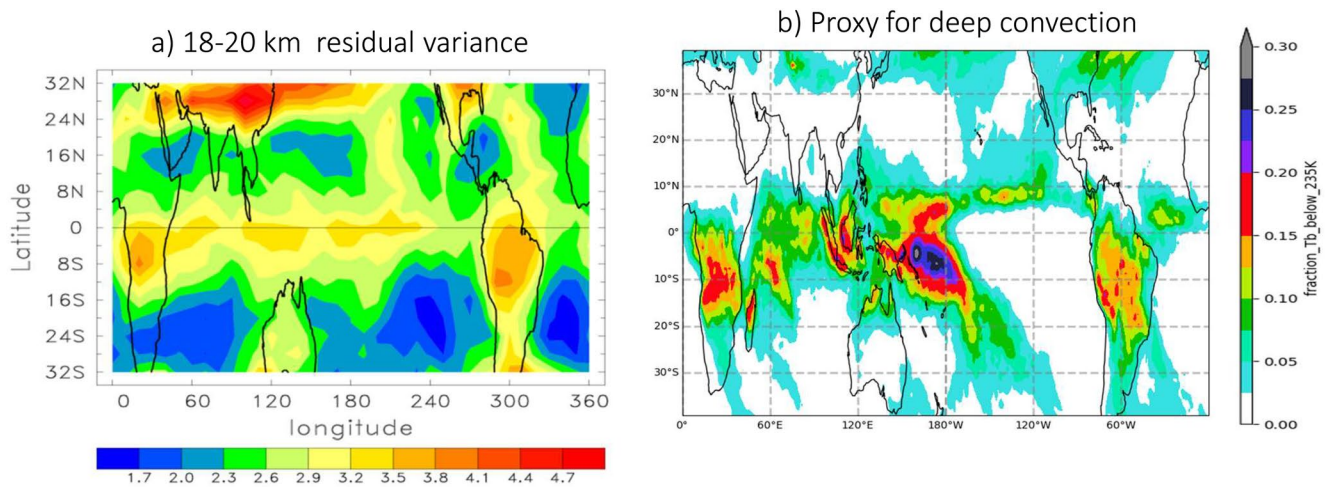 a) 18-20 km residual variance
32N
24N
16N
8N
0
8S
16S
24S
32S
Latitude
0 60 120 180 240 300 360
longitude
1.7 2.0 2.3 2.6 2.9 3.2 3.5 3.8 4.1 4.4 4.7
b) Proxy for deep convection
30°N
20°N
10°N
0°
10°S
20°S
30°S
0° 60°E 120°E 180°W 120°W 60°W
0.30
0.25
0.20
0.15
0.10
0.05
0.00
fraction_Tb_below_235K